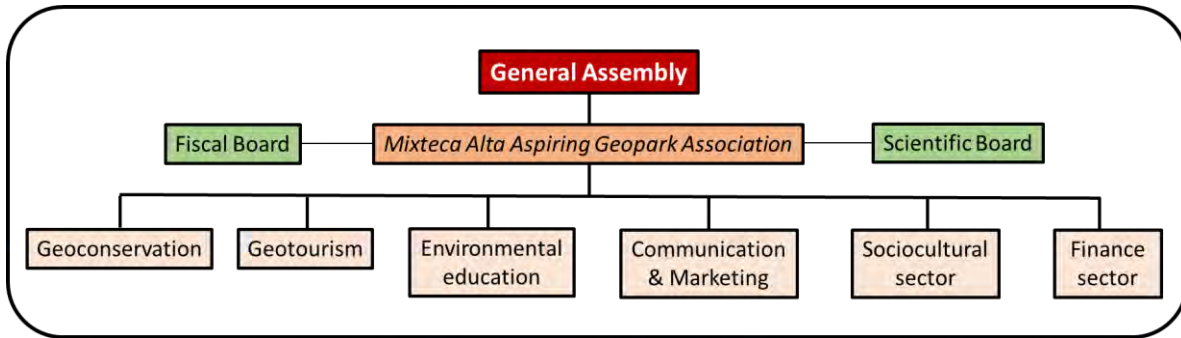 General Assembly
Fiscal Board
Mixteca Alta Aspiring Geopark Association
Scientific Board
Geoconservation
Geotourism
Environmental
education
Communication
& Marketing
Sociocultural
sector
Finance
sector